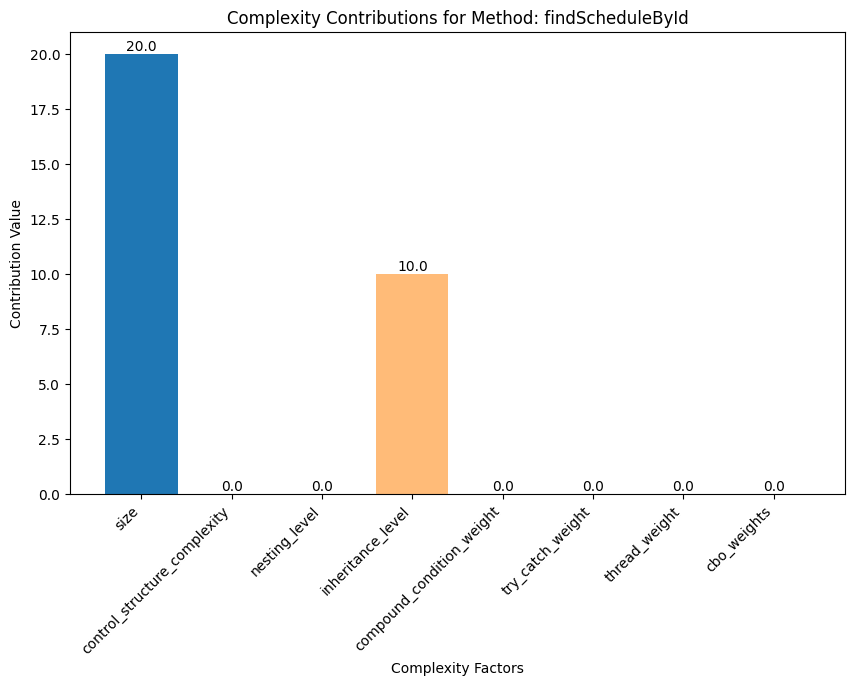 Complexity Contributions for Method: findScheduleById
Contribution Value
20.0
17.5
15.0
12.5
10.0
7.5
5.0
2.5
0.0
20.0
0.0
0.0
10.0
0.0
0.0
0.0
0.0
size
control_structure_complexity
nesting_level
inheritance_level
compound_condition_weight
try_catch_weight
thread_weight
cbo_weights
Complexity Factors